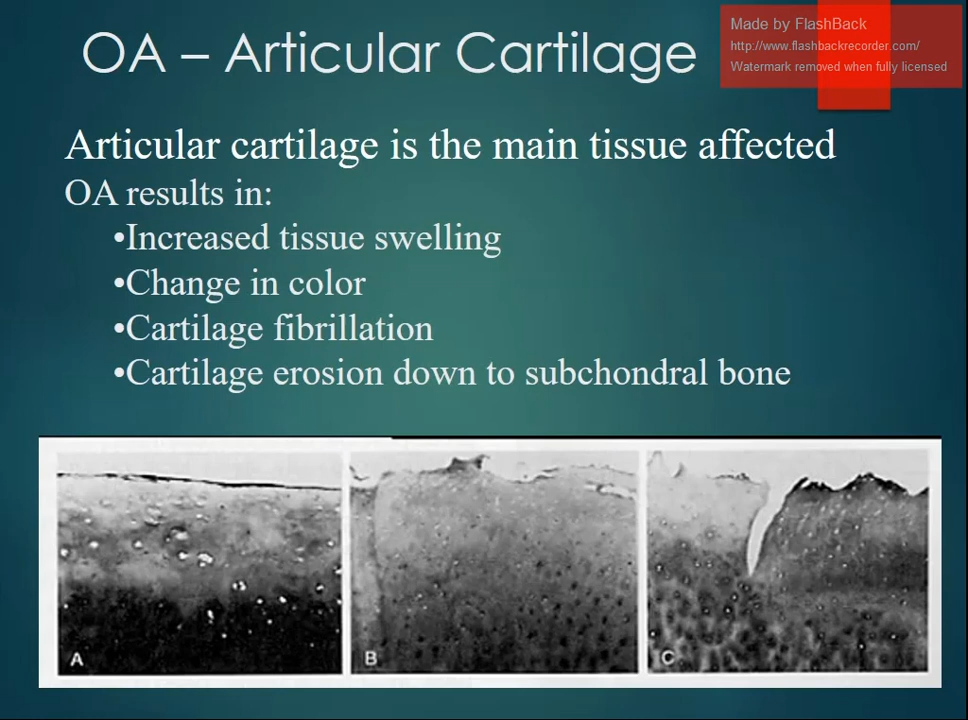 OA – Articular Cartilage
Made by FlashBack
http://www.flashbackrecorder.com/
Watermark removed when fully licensed
Articular cartilage is the main tissue affected
OA results in:
•Increased tissue swelling
•Change in color
•Cartilage fibrillation
•Cartilage erosion down to subchondral bone
A
B
C